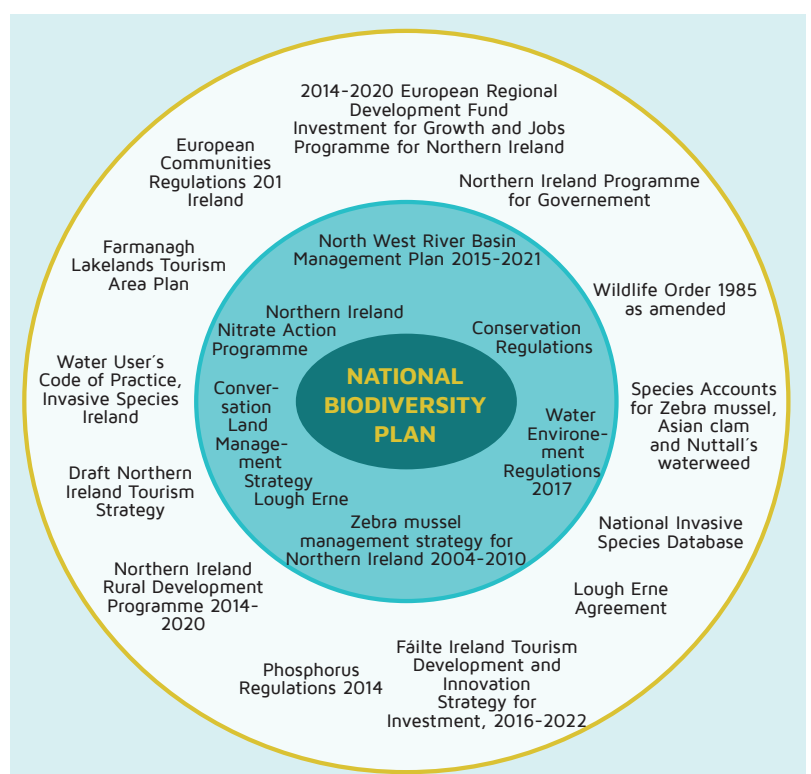 2014-2020 European Regional
Development Fund
Investment for Growth and Jobs
Programme for Northern Ireland
European
Communities
Regulations 201
Ireland
Northern Ireland Programme
for Governement
Farmanagh
Lakelands Tourism
Area Plan
North West River Basin
Management Plan 2015-2021
Wildlife Order 1985
as amended
Northern Ireland
Nitrate Action
Programme
Conservation
Regulations
Water User´s
Code of Practice,
Invasive Species
Ireland
NATIONAL
BIODIVERSITY
PLAN
Conver-
sation
Land
Manage-
ment
Strategy
Lough Erne
Water
Environe-
ment
Regulations
2017
Species Accounts
for Zebra mussel,
Asian clam
and Nuttall´s
waterweed
Draft Northern
Ireland Tourism
Strategy
Zebra mussel
management strategy for
Northern Ireland 2004-2010
National Invasive
Species Database
Northern Ireland
Rural Development
Programme 2014-
2020
Lough Erne
Agreement
Phosphorus
Regulations 2014
Fáilte Ireland Tourism
Development and
Innovation
Strategy for
Investment, 2016-2022